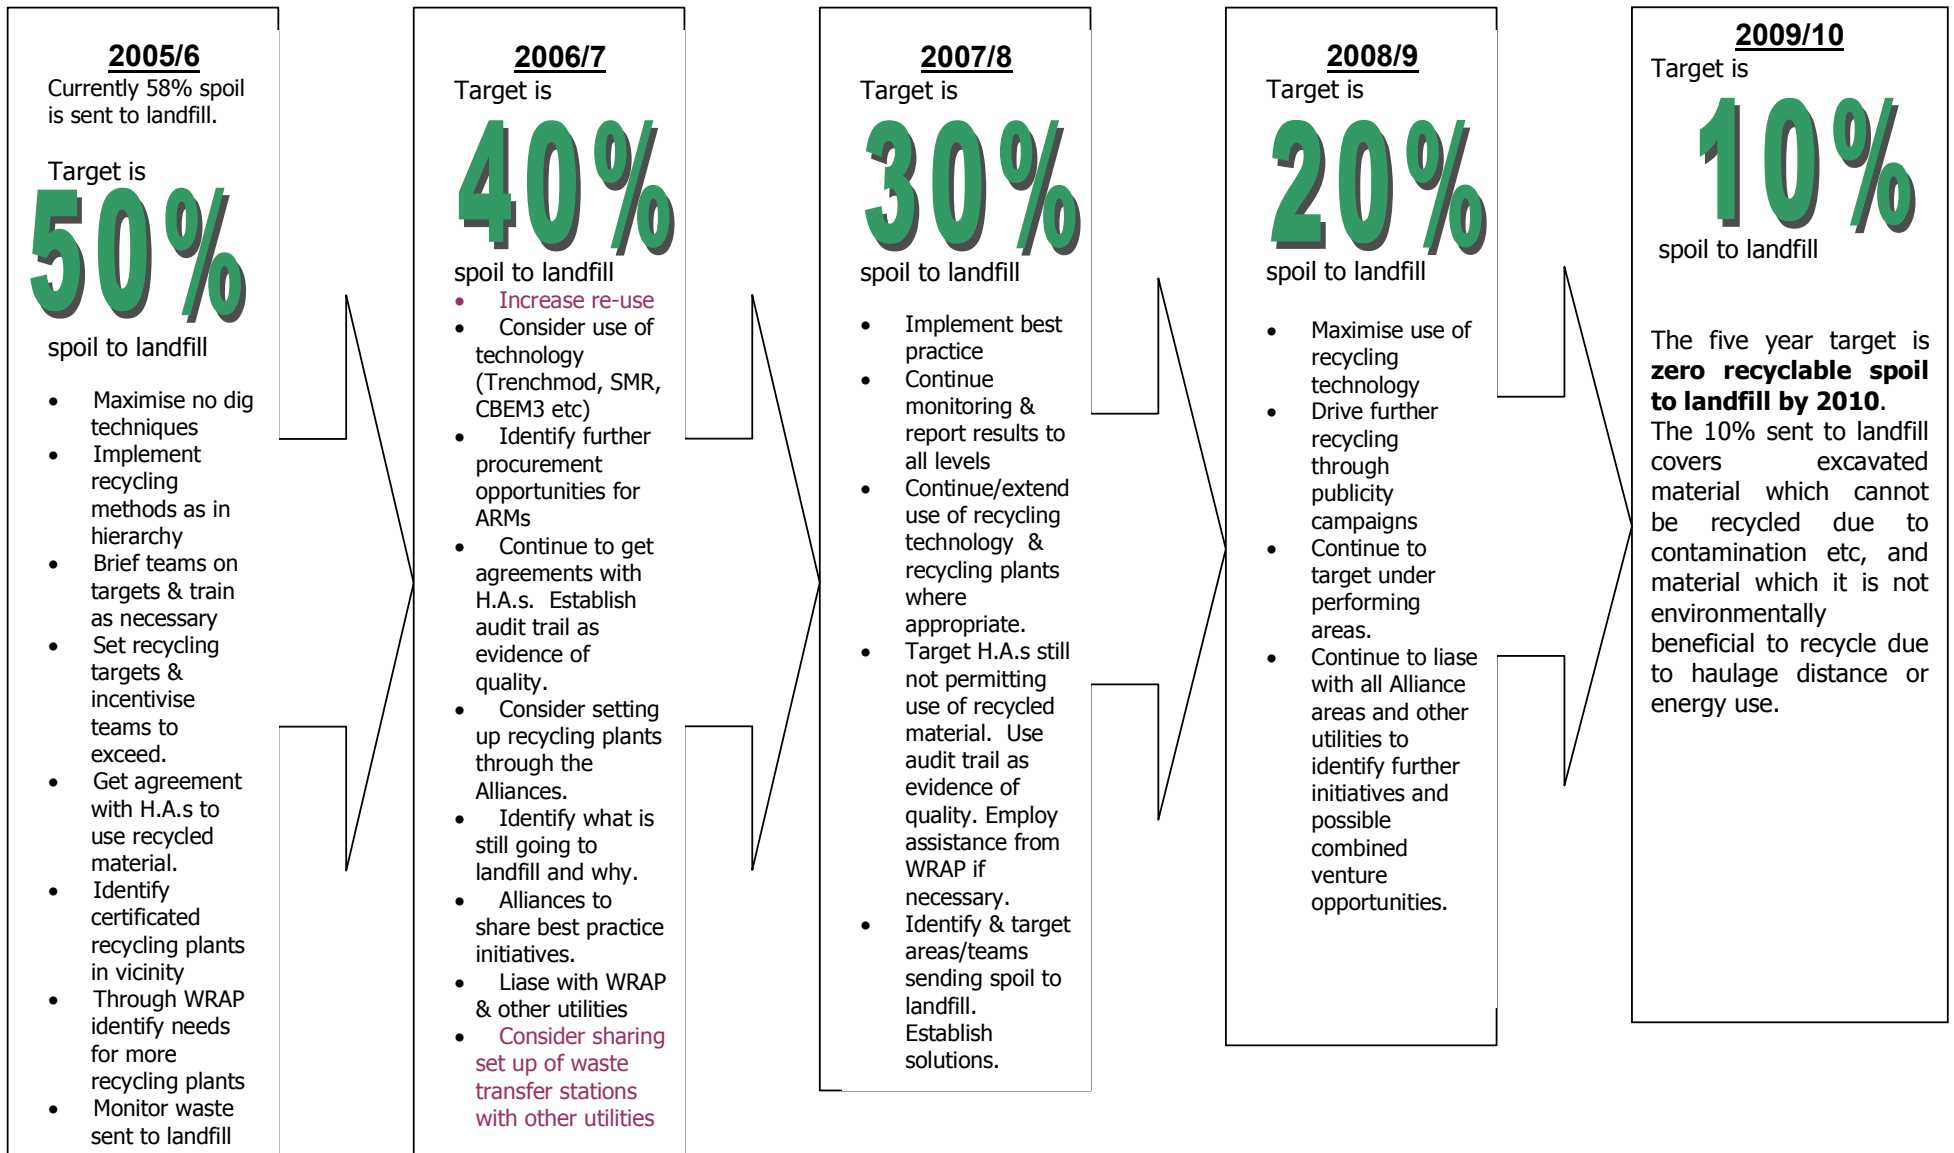 2005/6
Currently 58% spoil
is sent to landfill.
Target is
50%
spoil to landfill
• Maximise no dig
techniques
• Implement
recycling
methods as in
hierarchy
• Brief teams on
targets & train
as necessary
• Set recycling
targets &
incentivise
teams to
exceed.
• Get agreement
with H.A.s to
use recycled
material.
• Identify
certificated
recycling plants
in vicinity
• Through WRAP
identify needs
for more
recycling plants
• Monitor waste
sent to landfill
2006/7
Target is
40%
spoil to landfill
• Increase re-use
• Consider use of
technology
(Trenchmod, SMR,
CBEM3 etc)
• Identify further
procurement
opportunities for
ARMs
• Continue to get
agreements with
H.A.s. Establish
audit trail as
evidence of
quality.
• Consider setting
up recycling plants
through the
Alliances.
• Identify what is
still going to
landfill and why.
• Alliances to
share best practice
initiatives.
• Liase with WRAP
& other utilities
• Consider sharing
set up of waste
transfer stations
with other utilities
2007/8
Target is
30%
spoil to landfill
• Implement best
practice
• Continue
monitoring &
report results to
all levels
• Continue/extend
use of recycling
technology &
recycling plants
where
appropriate.
• Target H.A.s still
not permitting
use of recycled
material. Use
audit trail as
evidence of
quality. Employ
assistance from
WRAP if
necessary.
• Identify & target
areas/teams
sending spoil to
landfill.
Establish
solutions.
2008/9
Target is
20%
spoil to landfill
• Maximise use of
recycling
technology
• Drive further
recycling
through
publicity
campaigns
• Continue to
target under
performing
areas.
• Continue to liase
with all Alliance
areas and other
utilities to
identify further
initiatives and
possible
combined
venture
opportunities.
2009/10
Target is
10%
spoil to landfill
The five year target is
zero recyclable spoil
to landfill by 2010.
The 10% sent to landfill
covers excavated
material which cannot
be recycled due to
contamination etc, and
material which it is not
environmentally
beneficial to recycle due
to haulage distance or
energy use.